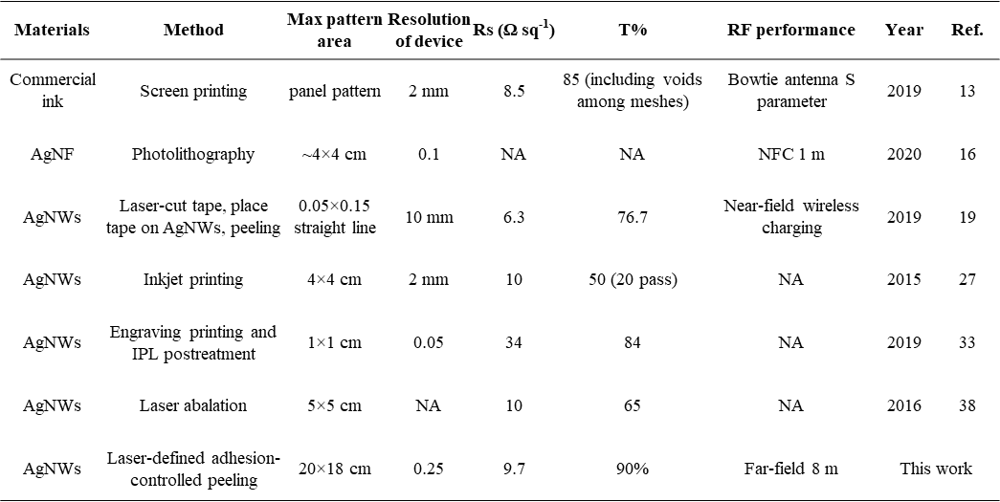 Materials Method Max pattern area Resolution of device Rs (Ω sq-1) T% RF performance Year Ref.
Commercial ink Screen printing panel pattern 2 mm 8.5 85 (including voids among meshes) Bowtie antenna S parameter 2019 13
AgNF Photolithography ~4×4 cm 0.1 NA NA NFC 1 m 2020 16
AgNWs Laser-cut tape, place tape on AgNWs, peeling 0.05×0.15 straight line 10 mm 6.3 76.7 Near-field wireless charging 2019 19
AgNWs Inkjet printing 4×4 cm 2 mm 10 50 (20 pass) NA 2015 27
AgNWs Engraving printing and IPL postreatment 1×1 cm 0.05 34 84 NA 2019 33
AgNWs Laser abalation 5×5 cm NA 10 65 NA 2016 38
AgNWs Laser-defined adhesion-controlled peeling 20×18 cm 0.25 9.7 90% Far-field 8 m This work